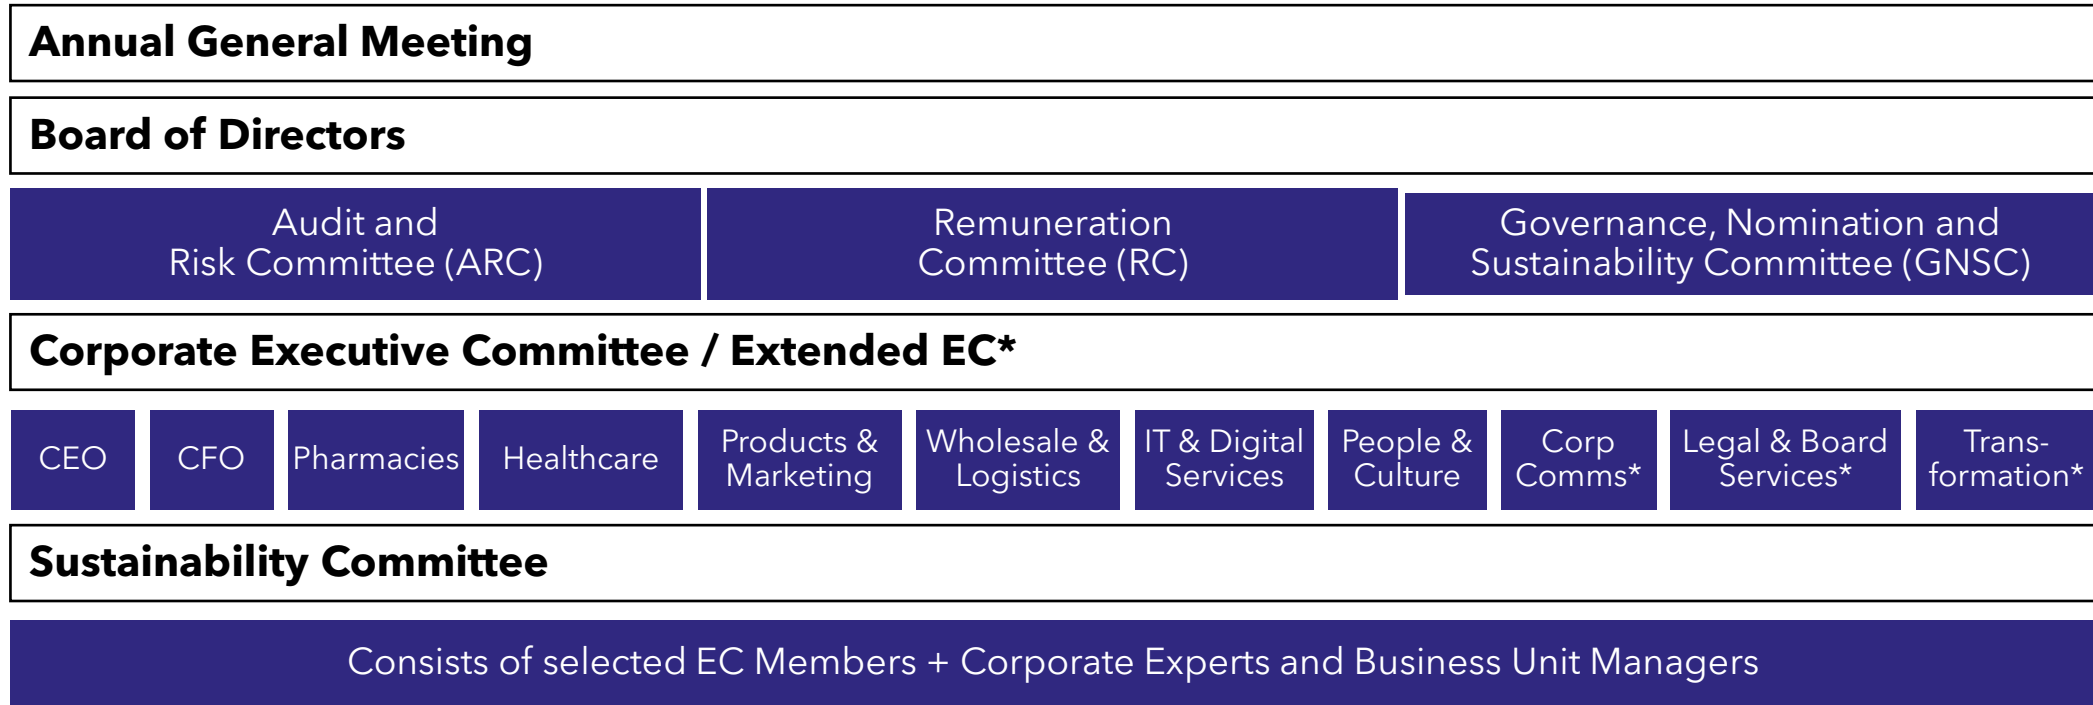 Annual General Meeting
Board of Directors
Audit and
Risk Committee (ARC)
Remuneration
Committee (RC)
Governance, Nomination and
Sustainability Committee (GNSC)
Corporate Executive Committee / Extended EC*
CEO
CFO
Pharmacies
Healthcare
Products &
Marketing
Wholesale &
Logistics
IT & Digital
Services
People &
Culture
Corp
Comms*
Legal & Board
Services*
Trans-
formation*
Sustainability Committee
Consists of selected EC Members + Corporate Experts and Business Unit Managers